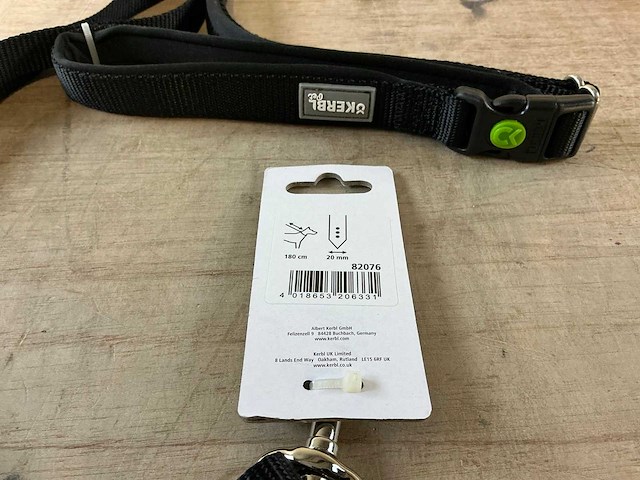 KERBL
Pet
180 cm
20 mm
82076
4 018653 206331
Albert Kerbl GmbH
Felizenzell 9 84428 Buchbach, Germany
www.kerbl.com
Kerbl UK Limited
8 Lands End Way Oakham, Rutland LE15 6RF UK
www.kerbl.co.uk